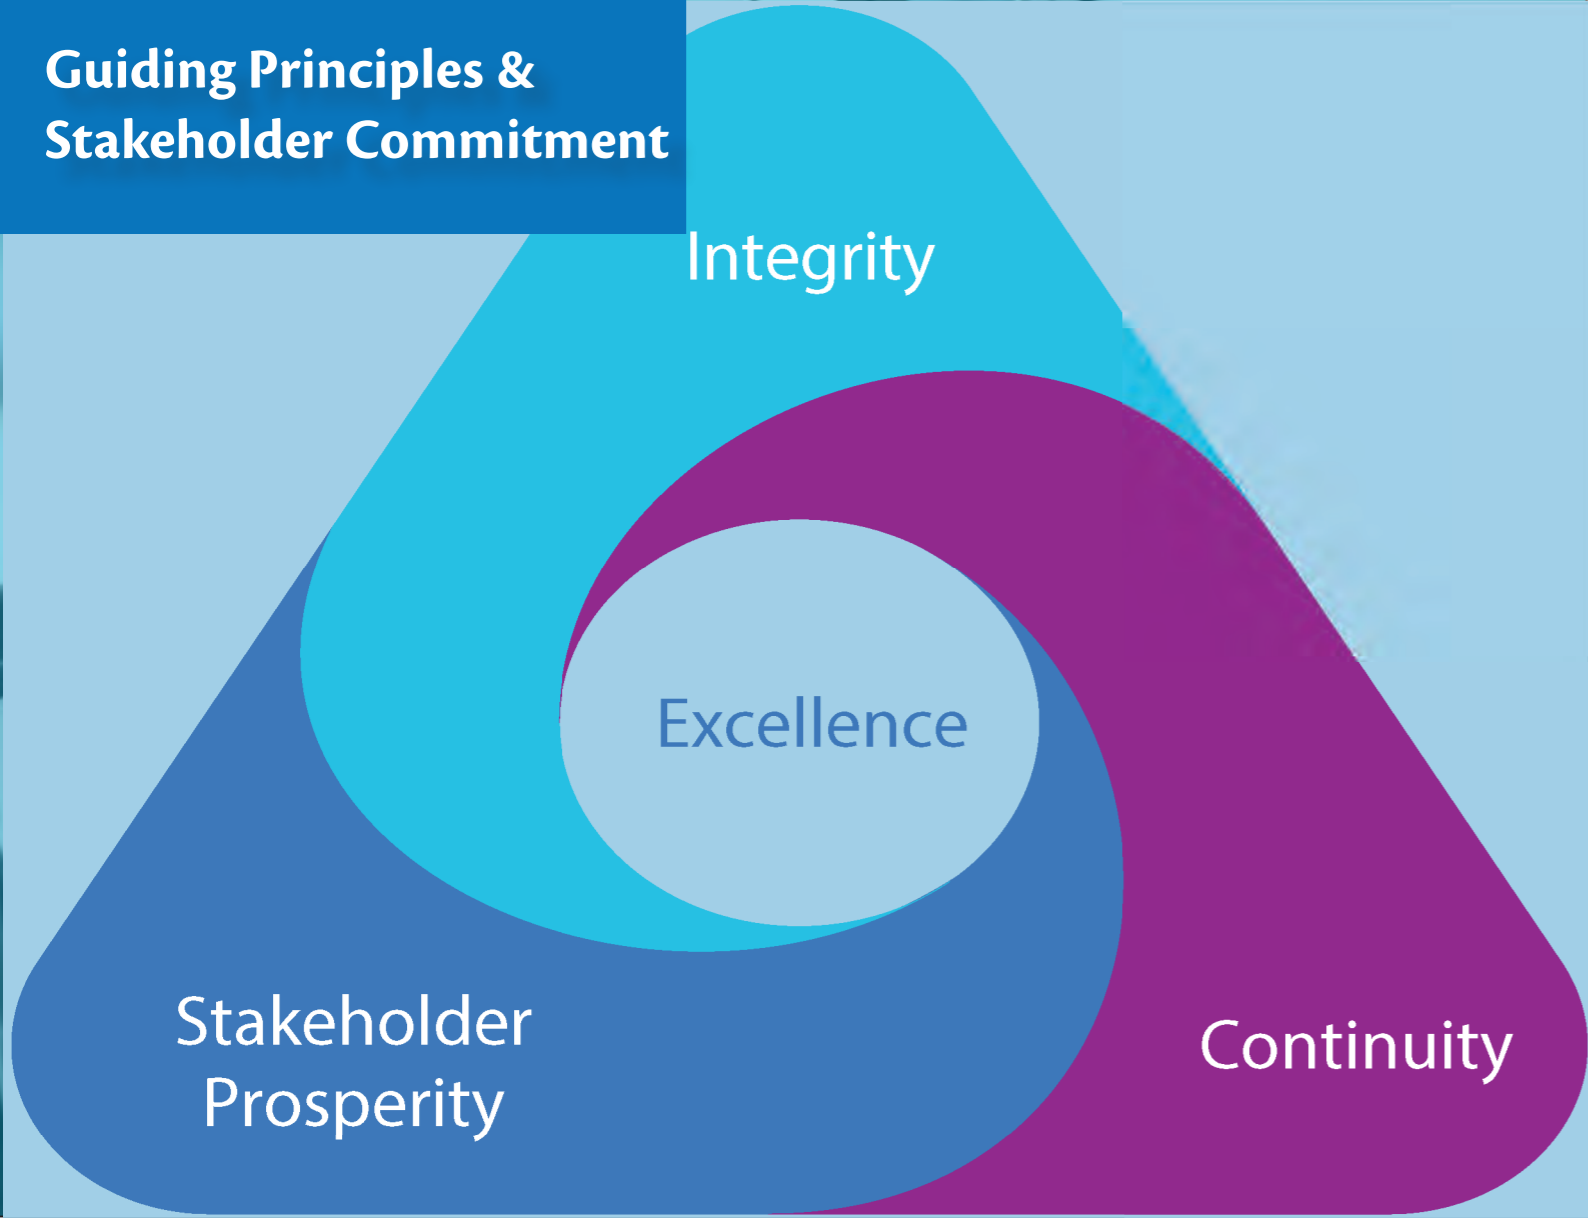 Guiding Principles &
Stakeholder Commitment
Integrity
Excellence
Stakeholder
Prosperity
Continuity